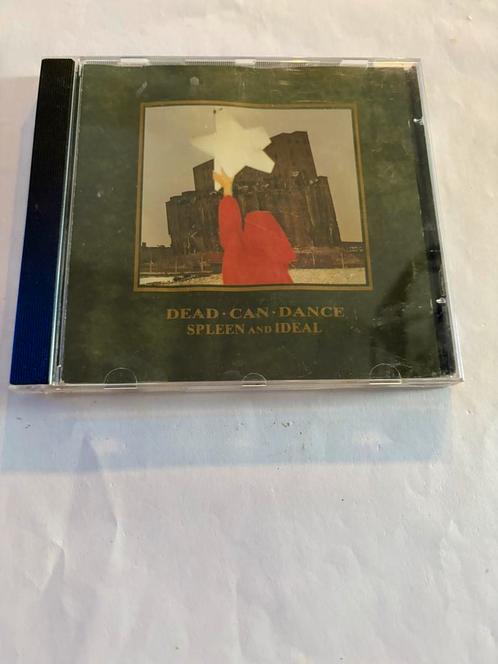 DEAD · CAN · DANCE
SPLEEN AND IDEAL